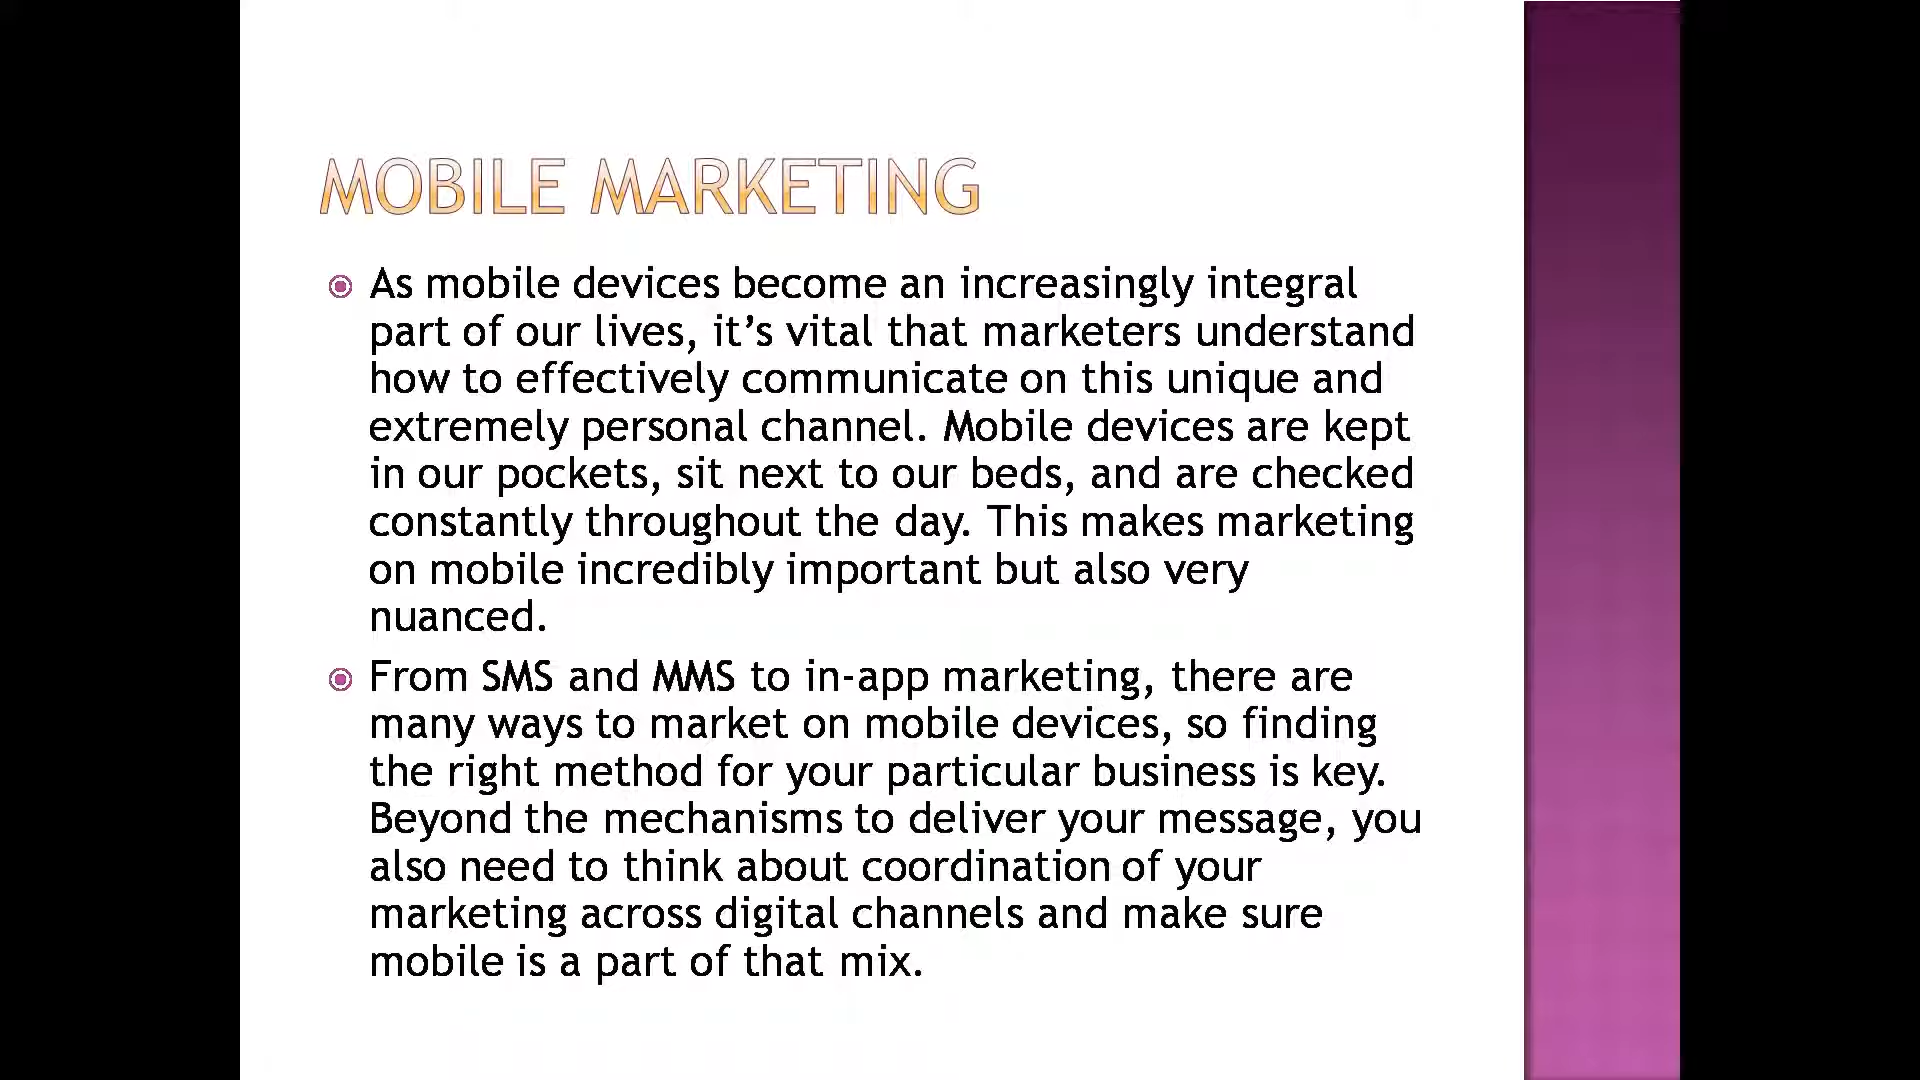 MOBILE MARKETING
As mobile devices become an increasingly integral
part of our lives, it’s vital that marketers understand
how to effectively communicate on this unique and
extremely personal channel. Mobile devices are kept
in our pockets, sit next to our beds, and are checked
constantly throughout the day. This makes marketing
on mobile incredibly important but also very
nuanced.
From SMS and MMS to in-app marketing, there are
many ways to market on mobile devices, so finding
the right method for your particular business is key.
Beyond the mechanisms to deliver your message, you
also need to think about coordination of your
marketing across digital channels and make sure
mobile is a part of that mix.